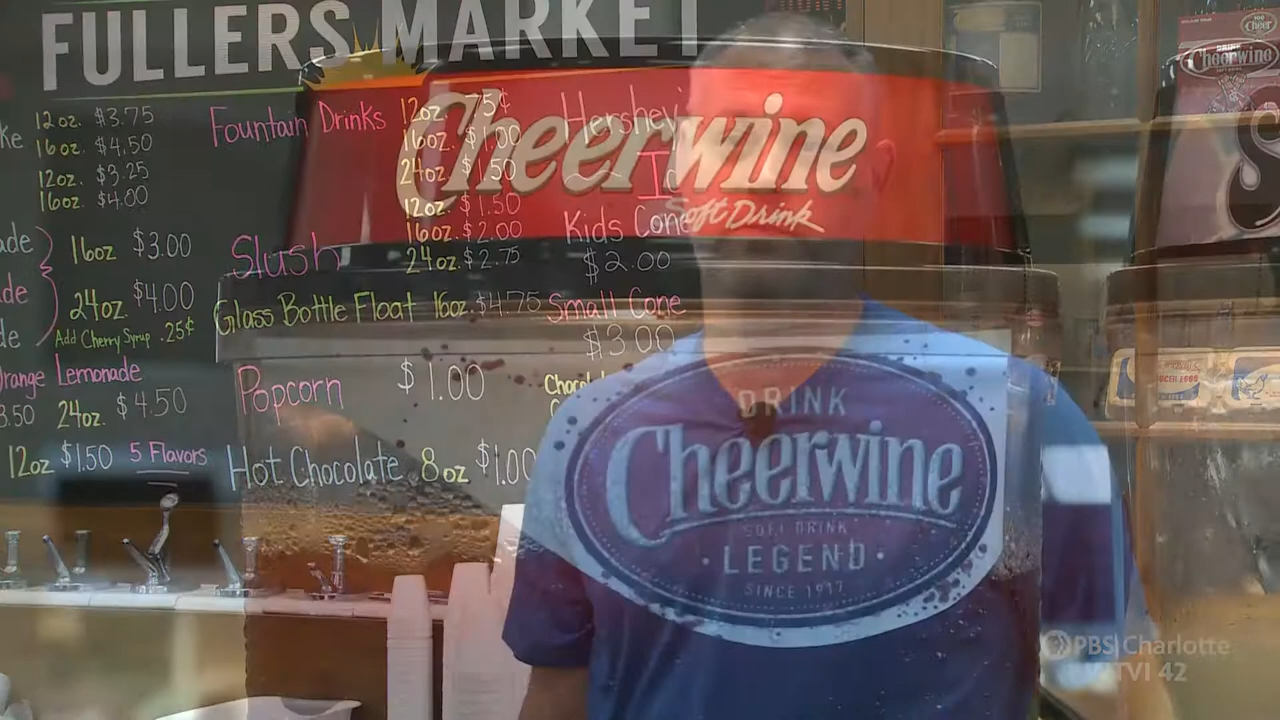 FULLERS MARKET
ke 12 oz. $3.75
16 oz. $4.50
12oz. $3.25
16oz. $4.00
ade 16oz $3.00
ade
de 24oz. $4.00
Add Cherry Syrup .25¢
Orange Lemonade
3.50 24oz. $4.50
12oz $1.50 5 Flavors
Fountain Drinks 12oz. .75¢
16oz. $1.00
24oz. $1.50
Slush 12oz. $1.50
16oz. $2.00
24oz. $2.75
Glass Bottle Float 16oz. $4.75
Popcorn $1.00
Hot Chocolate 8oz $1.00
Hershey's
Kids Cone
$2.00
Small Cone
$3.00
Cheerwine
Soft Drink
DRINK
Cheerwine
SOFT DRINK
· LEGEND ·
SINCE 1917
DRINK
Cheerwine
PBS Charlotte
WTVI 42